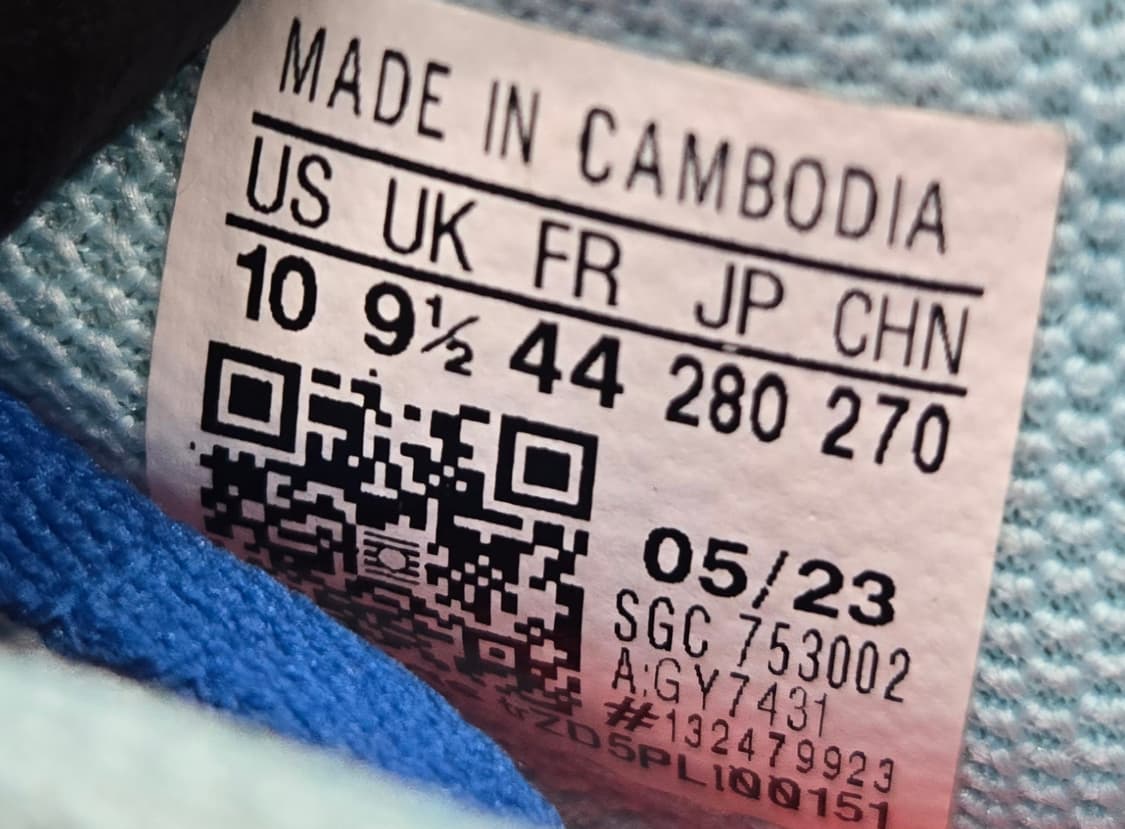 MADE IN CAMBODIA
US UK FR JP CHN
10 9½ 44 280 270
05/23
SGC 753002
A:GY7431
#132479923
ZD5PL100151